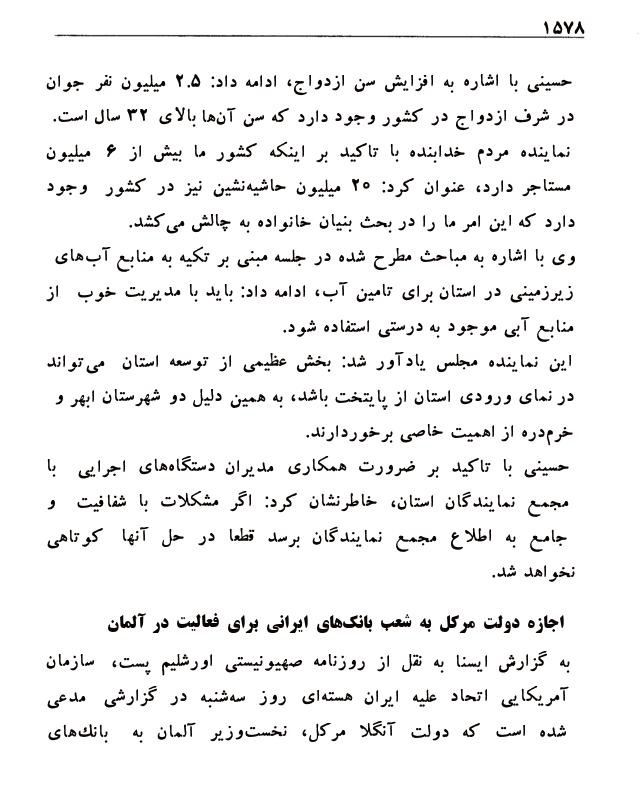 ۱۵۷۸
حسینی با اشاره به افزایش سن ازدواج، ادامه داد: ۲.۵ میلیون نفر جوان
در شرف ازدواج در کشور وجود دارد که سن آن‌ها بالای ۳۲ سال است.
نماینده مردم خدابنده با تاکید بر اینکه کشور ما بیش از ۶ میلیون
مستاجر دارد، عنوان کرد: ۲۰ میلیون حاشیه‌نشین نیز در کشور وجود
دارد که این امر ما را در بحث بنیان خانواده به چالش می‌کشد.
وی با اشاره به مباحث مطرح شده در جلسه مبنی بر تکیه به منابع آب‌های
زیرزمینی در استان برای تامین آب، ادامه داد: باید با مدیریت خوب از
منابع آبی موجود به درستی استفاده شود.
این نماینده مجلس یادآور شد: بخش عظیمی از توسعه استان می‌تواند
در نمای ورودی استان از پایتخت باشد، به همین دلیل دو شهرستان ابهر و
خرم‌دره از اهمیت خاصی برخوردارند.
حسینی با تاکید بر ضرورت همکاری مدیران دستگاه‌های اجرایی با
مجمع نمایندگان استان، خاطرنشان کرد: اگر مشکلات با شفافیت و
جامع به اطلاع مجمع نمایندگان برسد قطعا در حل آنها کوتاهی
نخواهد شد.
اجازه دولت مرکل به شعب بانک‌های ایرانی برای فعالیت در آلمان
به گزارش ایسنا به نقل از روزنامه صهیونیستی اورشلیم پست، سازمان
آمریکایی اتحاد علیه ایران هسته‌ای روز سه‌شنبه در گزارشی مدعی
شده است که دولت آنگلا مرکل، نخست‌وزیر آلمان به بانك‌های